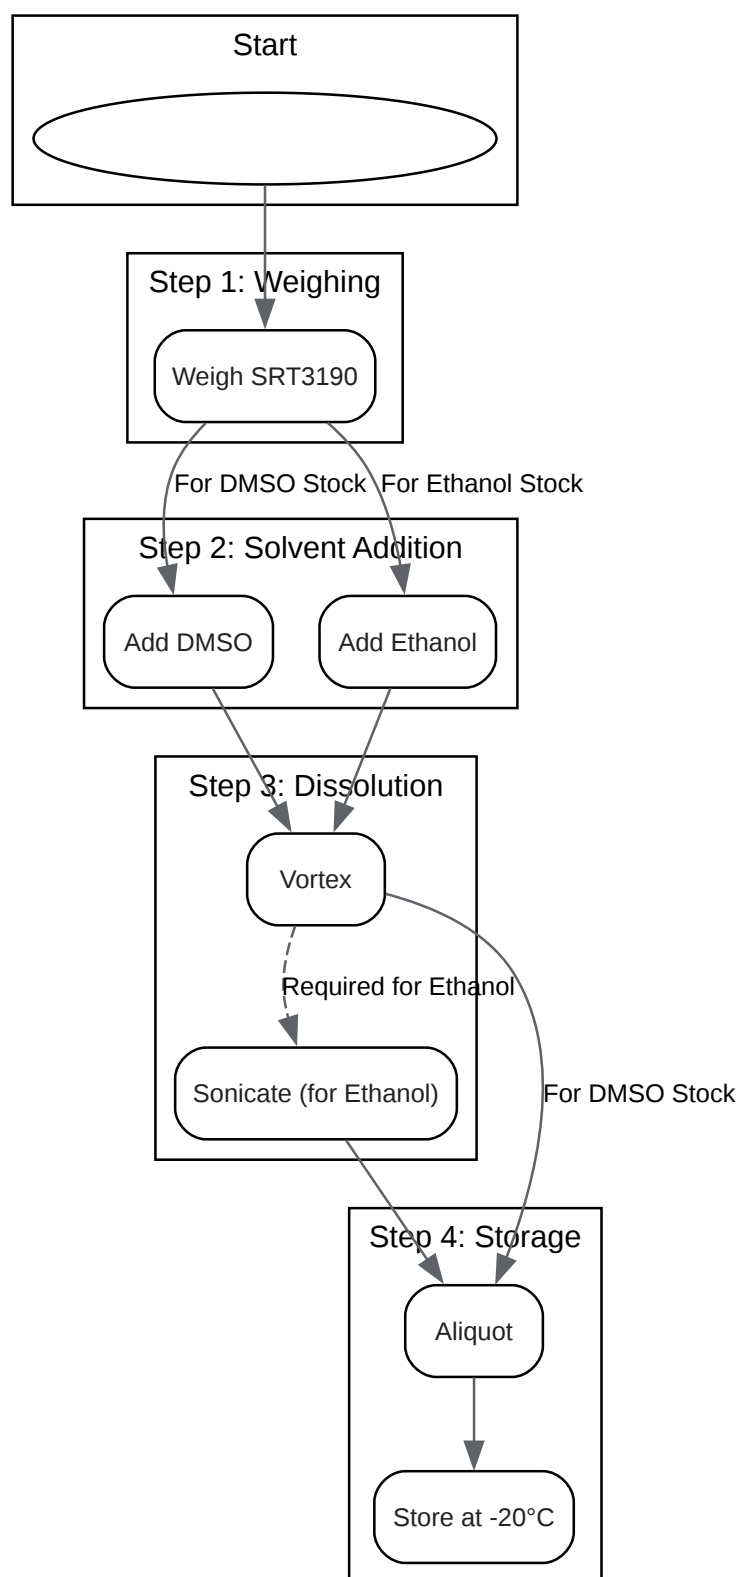 Start
Step 1: Weighing
Weigh SRT3190
For DMSO Stock
For Ethanol Stock
Step 2: Solvent Addition
Add DMSO
Add Ethanol
Step 3: Dissolution
Vortex
Required for Ethanol
Sonicate (for Ethanol)
For DMSO Stock
Step 4: Storage
Aliquot
Store at -20°C